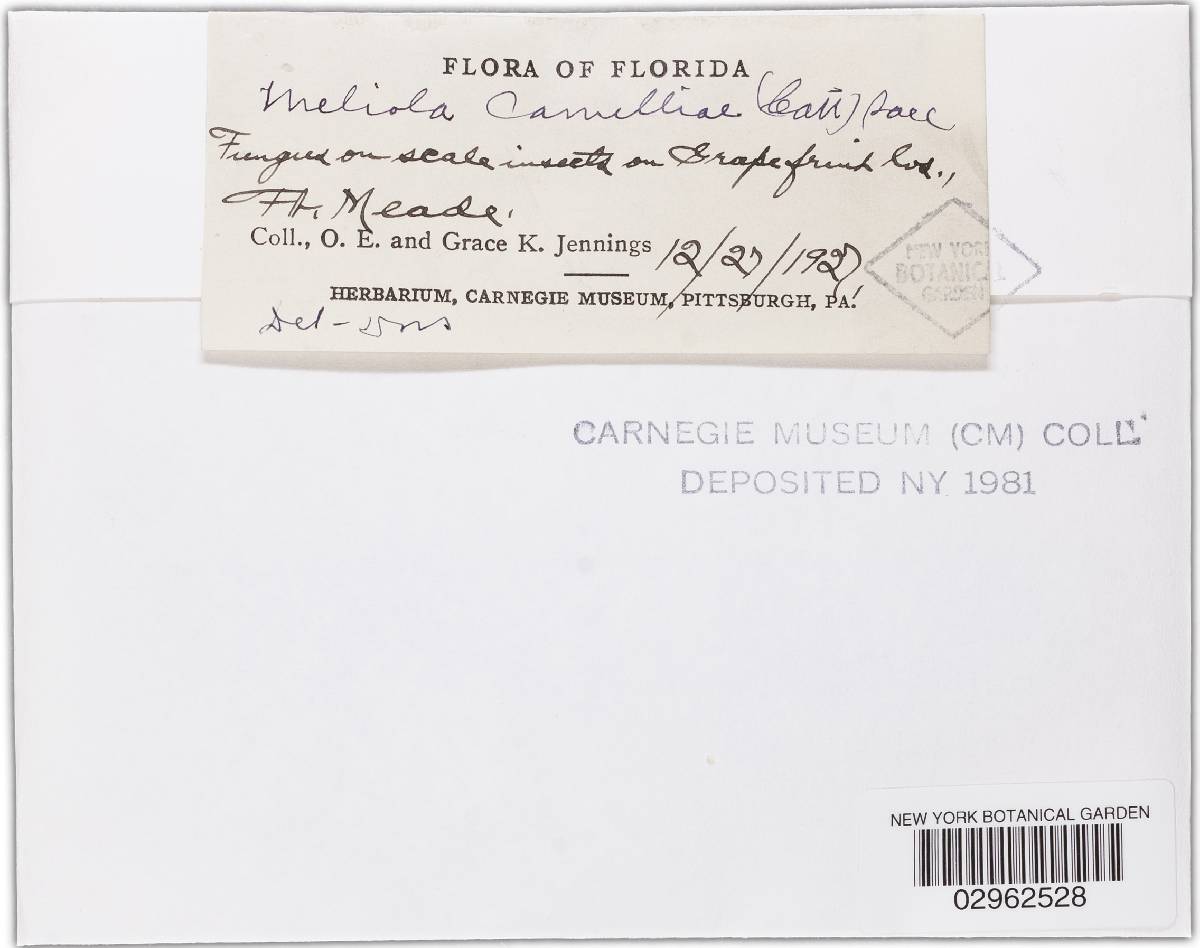 FLORA OF FLORIDA
Meliola Camelliae (Catt) Sacc
Fungus on scale insects on Grapefruit lvs.,
Ft. Meade.
Coll., O. E. and Grace K. Jennings 12/27/1927
HERBARIUM, CARNEGIE MUSEUM, PITTSBURGH, PA.
Det -
NEW YORK
BOTANICAL
GARDEN
CARNEGIE MUSEUM (CM) COLL
DEPOSITED NY 1981
NEW YORK BOTANICAL GARDEN
02962528